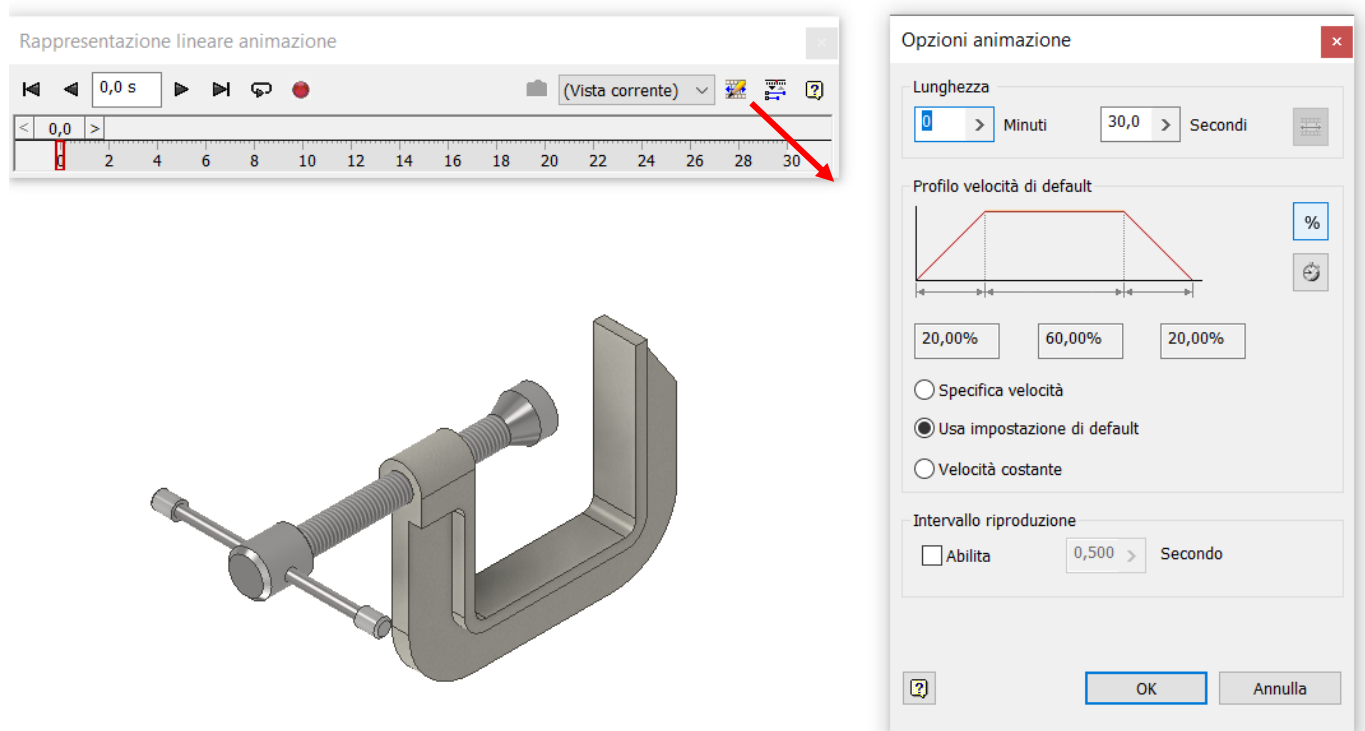 Rappresentazione lineare animazione
0,0 s
(Vista corrente)
< 0,0 >
0 2 4 6 8 10 12 14 16 18 20 22 24 26 28 30
Opzioni animazione
Lunghezza
0 > Minuti 30,0 > Secondi
Profilo velocità di default
%
20,00% 60,00% 20,00%
Specifica velocità
Usa impostazione di default
Velocità costante
Intervallo riproduzione
Abilita 0,500 > Secondo
? OK Annulla